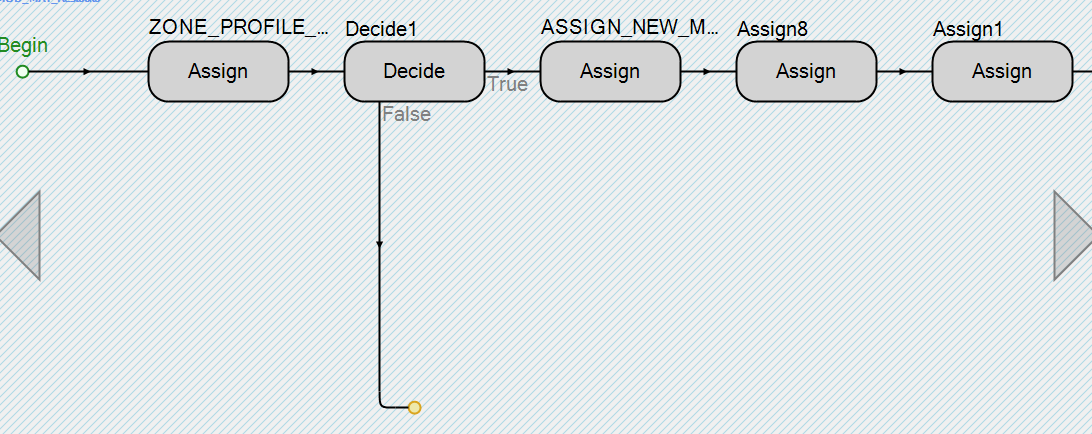 Begin
ZONE_PROFILE_...
Assign
Decide1
Decide
True
False
ASSIGN_NEW_M...
Assign
Assign8
Assign
Assign1
Assign